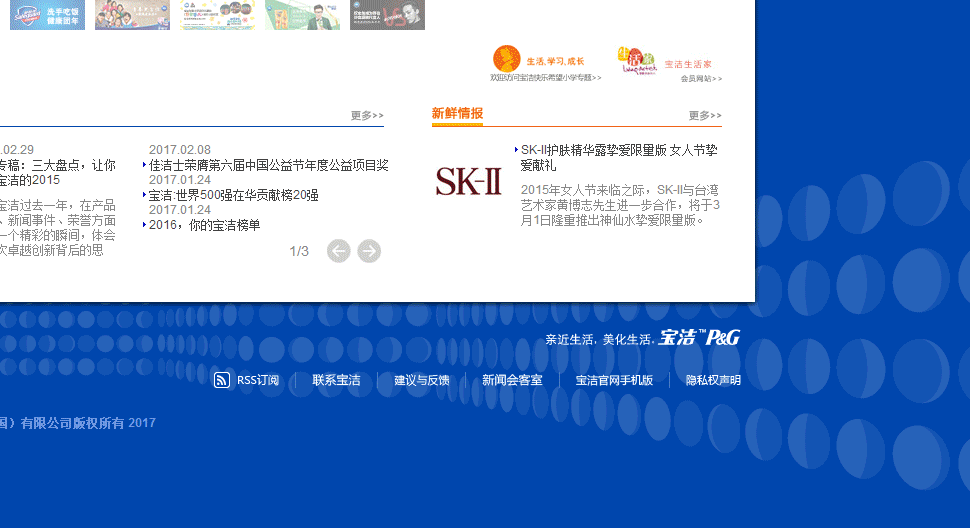 洗手吃饭
健康团年
VS
生活.学习.成长
欢迎访问宝洁快乐希望小学专题>>
宝洁生活家
会员网站>>
更多>>
新鲜情报
更多>>
.02.29
专稿：三大盘点，让你
宝洁的2015
宝洁过去一年，在产品
、新闻事件、荣誉方面
一个精彩的瞬间，体会
次卓越创新背后的思
2017.02.08
佳洁士荣膺第六届中国公益节年度公益项目奖
2017.01.24
宝洁:世界500强在华贡献榜20强
2017.01.24
2016，你的宝洁榜单
1/3
SK-II
SK-II护肤精华露挚爱限量版 女人节挚
爱献礼
2015年女人节来临之际，SK-II与台湾
艺术家黄博志先生进一步合作，将于3
月1日隆重推出神仙水挚爱限量版。
亲近生活，美化生活。宝洁™P&G
RSS订阅
联系宝洁
建议与反馈
新闻会客室
宝洁官网手机版
隐私权声明
国）有限公司版权所有 2017